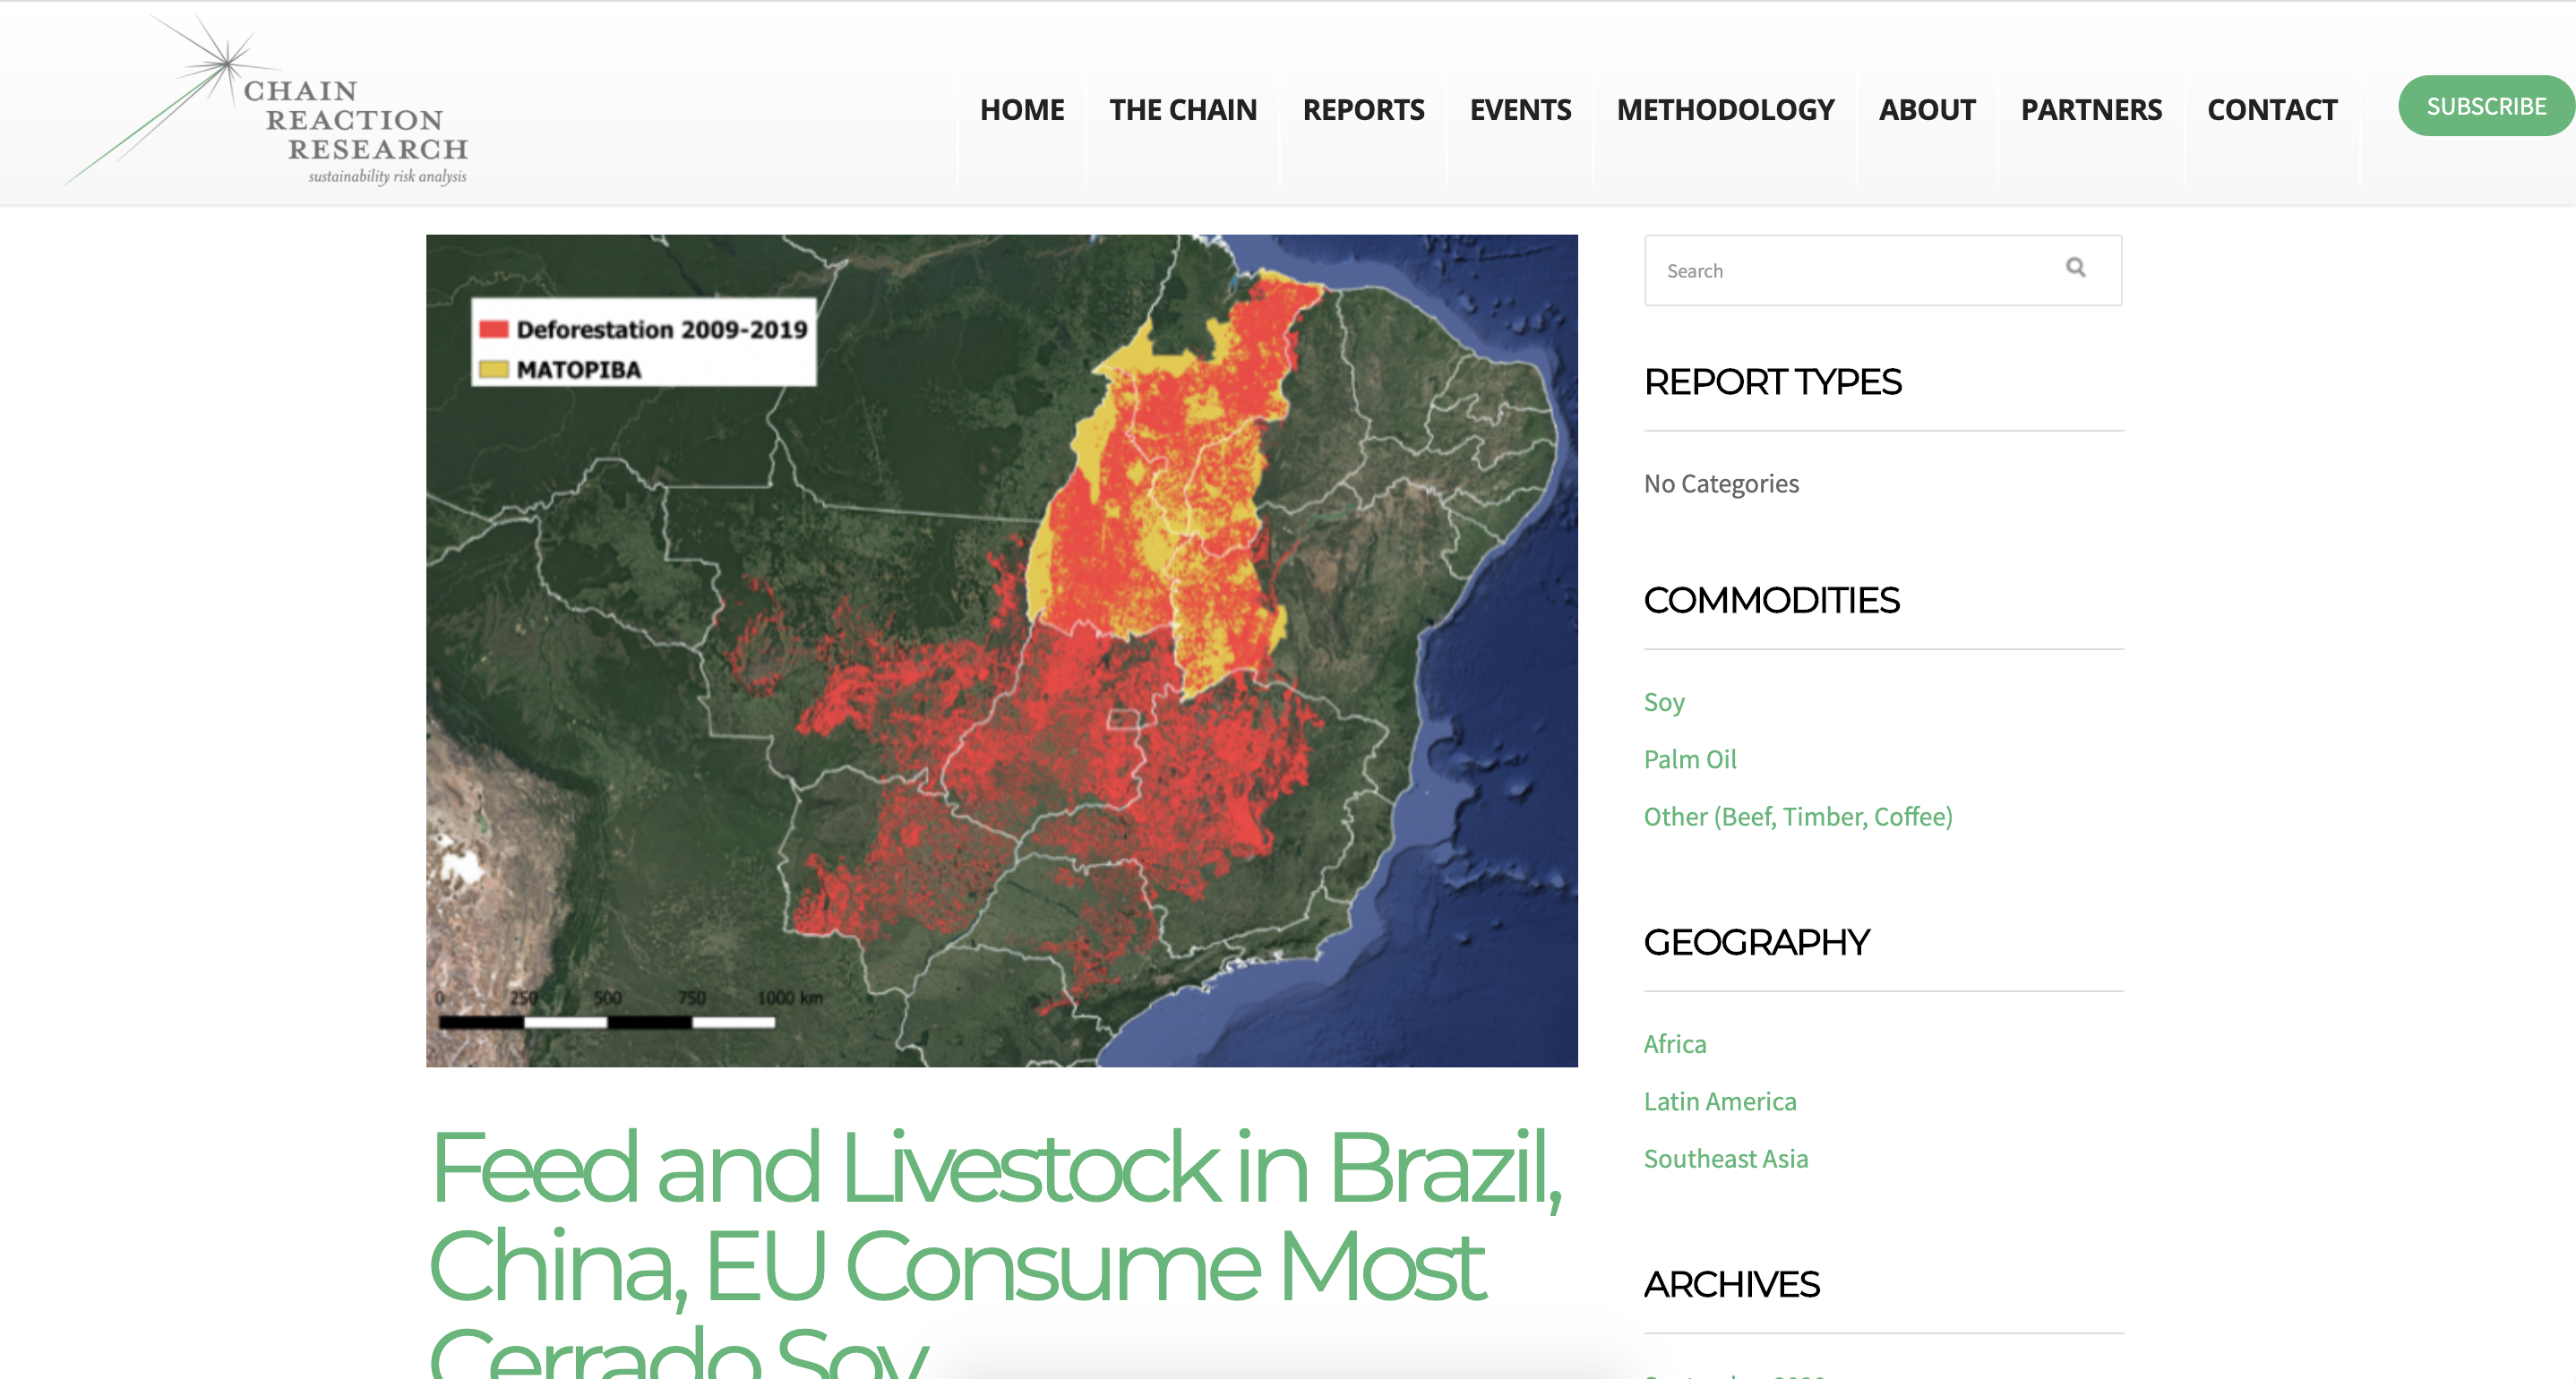 CHAIN
REACTION
RESEARCH
sustainability risk analysis
HOME
THE CHAIN
REPORTS
EVENTS
METHODOLOGY
ABOUT
PARTNERS
CONTACT
SUBSCRIBE
Deforestation 2009-2019
MATOPIBA
0 250 500 750 1000 km
Feed and Livestock in Brazil,
China, EU Consume Most
Cerrado Soy
Search
REPORT TYPES
No Categories
COMMODITIES
Soy
Palm Oil
Other (Beef, Timber, Coffee)
GEOGRAPHY
Africa
Latin America
Southeast Asia
ARCHIVES